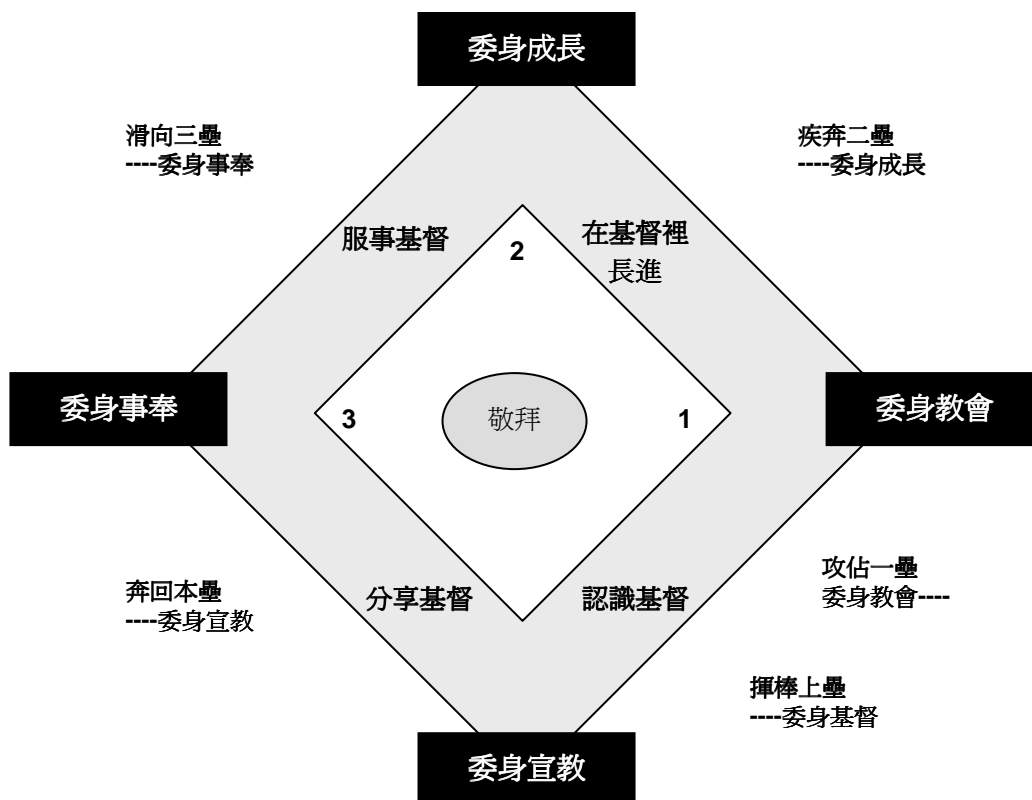 委身成長
滑向三壘
----委身事奉
疾奔二壘
----委身成長
服事基督
在基督裡
長進
2
委身事奉
3
敬拜
1
委身教會
奔回本壘
----委身宣教
分享基督
認識基督
攻佔一壘
委身教會----
揮棒上壘
----委身基督
委身宣教